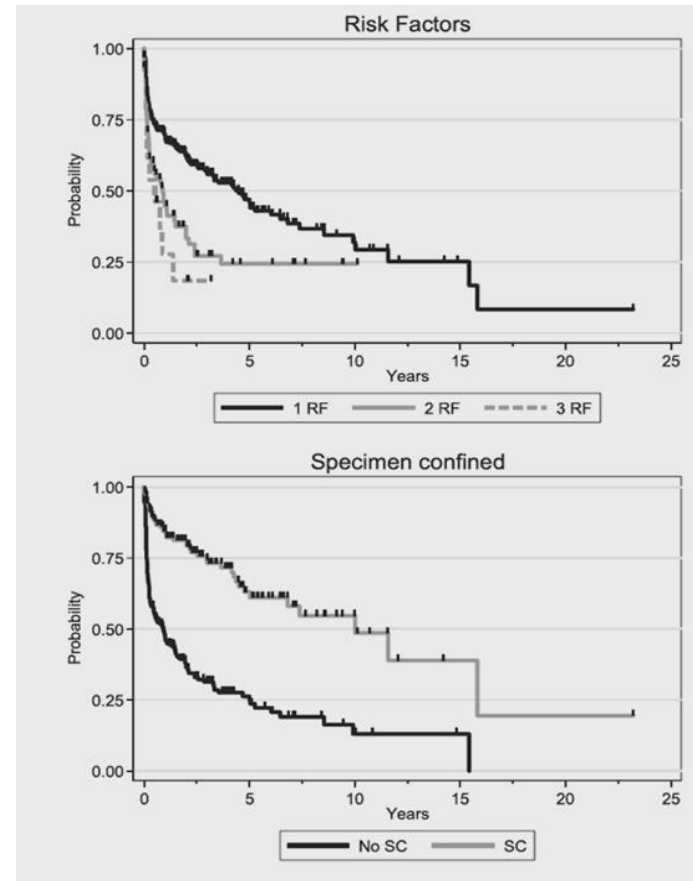 Risk Factors
1.00
0.75
0.50
0.25
0.00
Probability
0 5 10 15 20 25
Years
1 RF 2 RF 3 RF
Specimen confined
1.00
0.75
0.50
0.25
0.00
Probability
0 5 10 15 20 25
Years
No SC SC